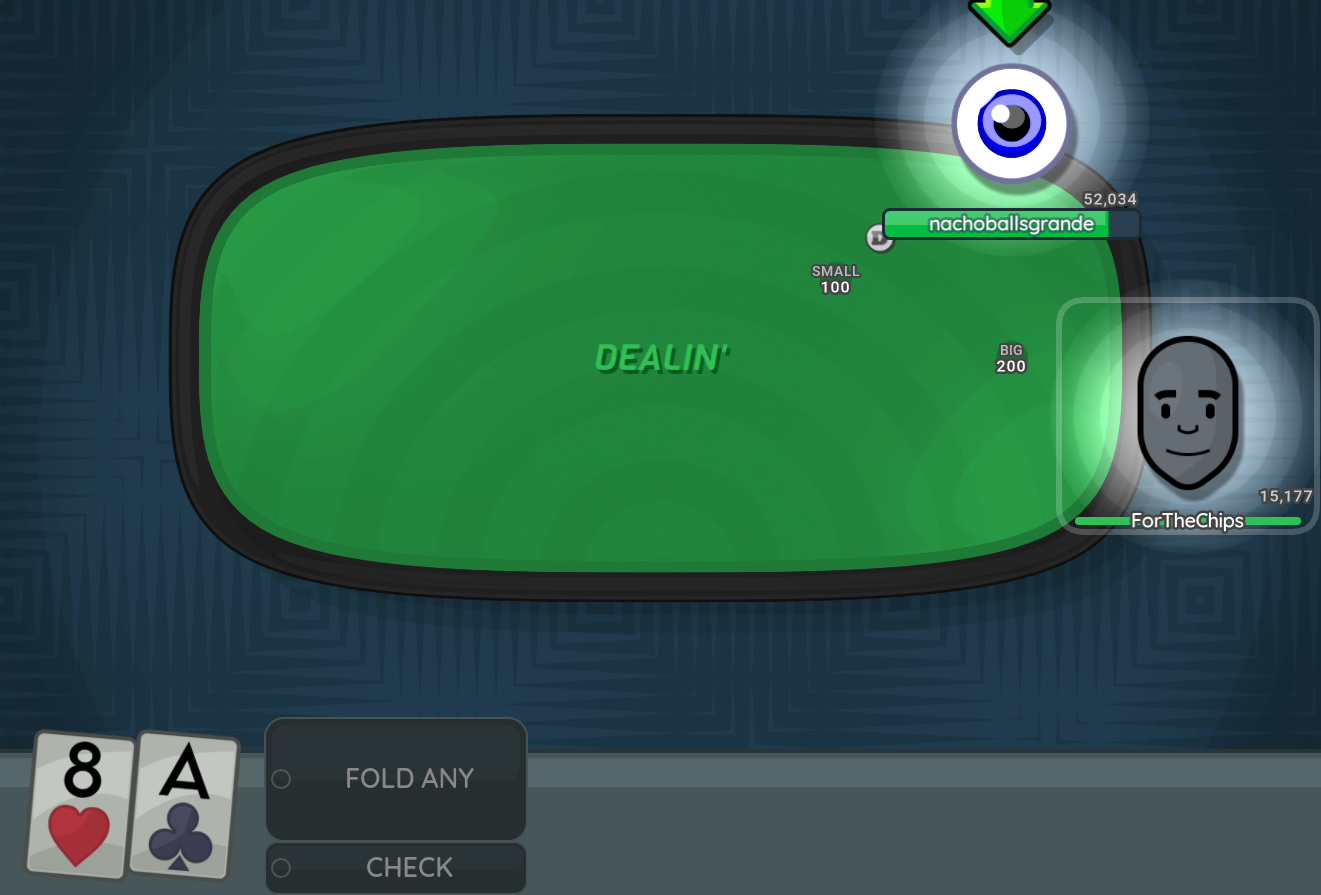 52,034
nachoballsgrande
D
SMALL
100
DEALIN'
BIG
200
15,177
ForTheChips
8 A
FOLD ANY
CHECK